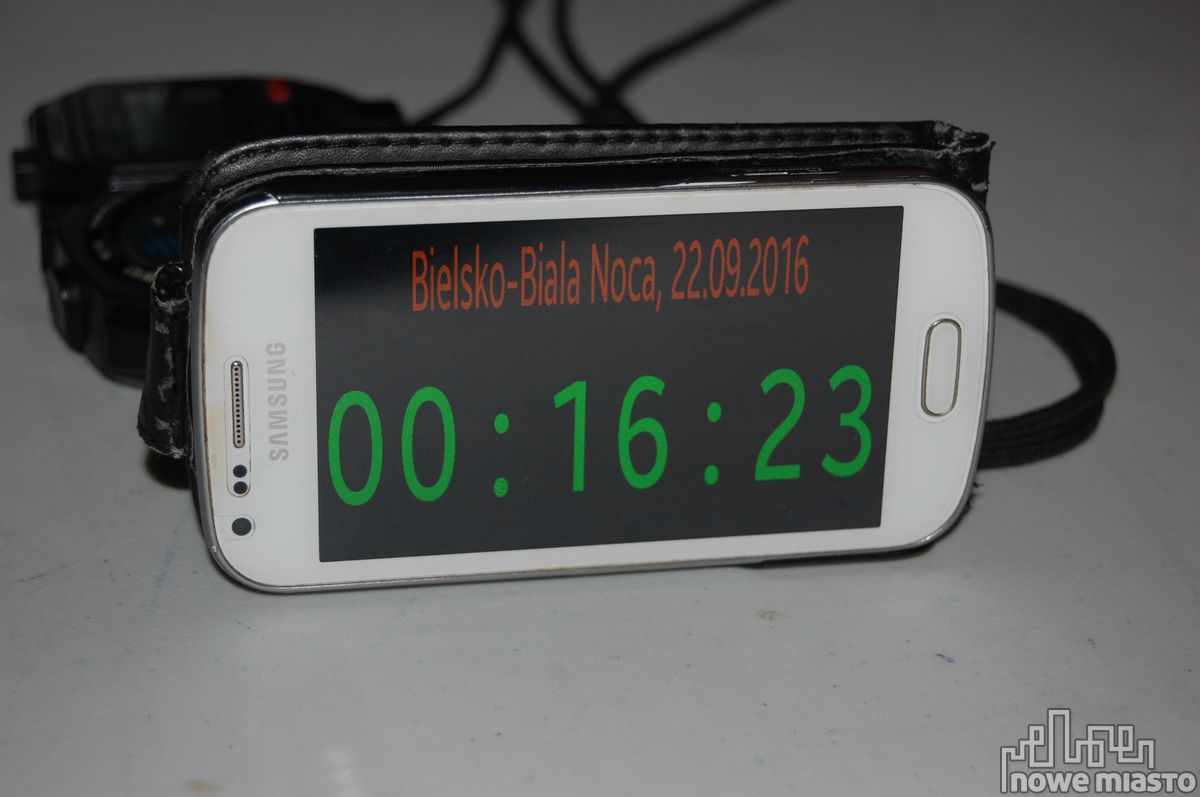 Bielsko-Biala Noca, 22.09.2016
00:16:23
SAMSUNG
nowe miasto